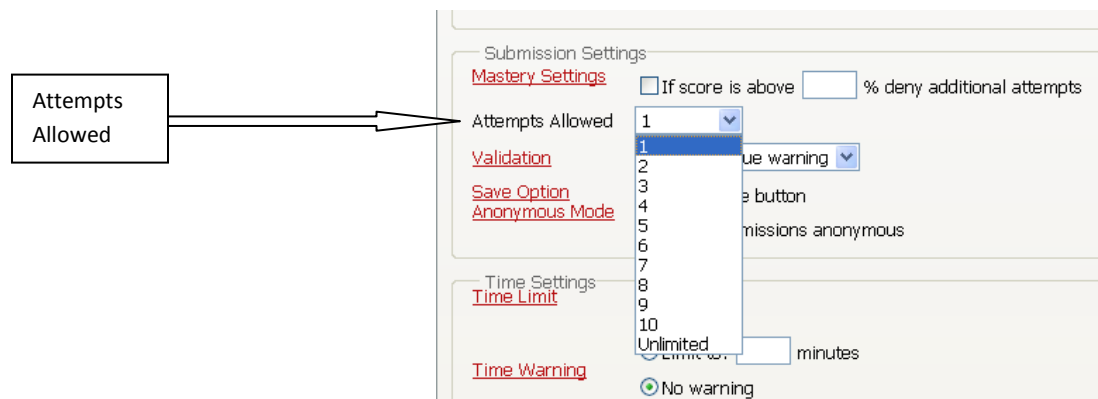 Submission Settings
Mastery Settings If score is above % deny additional attempts
Attempts Allowed
Attempts Allowed 1
1
Validation ue warning
2
3
Save Option e button
4
Anonymous Mode
5 missions anonymous
6
7
Time Settings
8
Time Limit
9
10
Unlimited
minutes
Time Warning
No warning